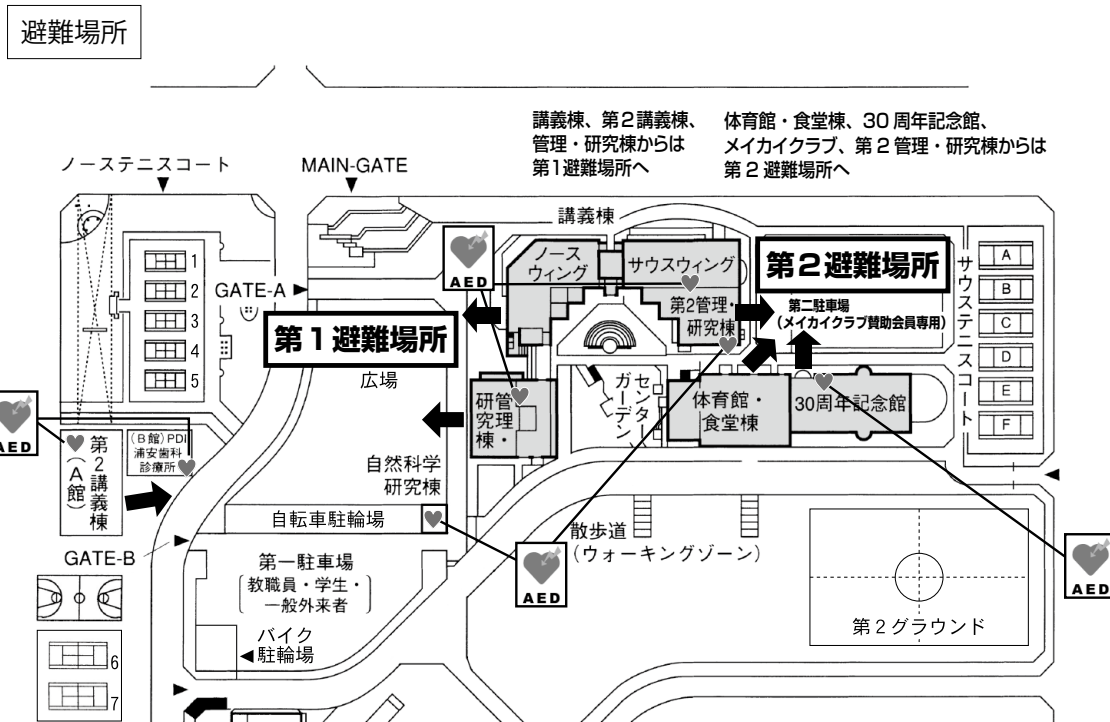 避難場所
講義棟、第2講義棟、
管理・研究棟からは
第1避難場所へ
体育館・食堂棟、30周年記念館、
メイカイクラブ、第2管理・研究棟からは
第2避難場所へ
ノーステニスコート
MAIN-GATE
講義棟
AED
ノース
ウィング
サウスウィング
第2避難場所
サウステニスコート
A
B
C
D
E
F
1
2
3
4
5
GATE-A
第2管理・
研究棟
第二駐車場
(メイカイクラブ賛助会員専用)
第1避難場所
広場
センター
ガーデン
管理・
研究棟
体育館・
食堂棟
30周年記念館
AED
第2講義棟
(A館)
(B館)PDI
浦安歯科
診療所
自然科学
研究棟
自転車駐輪場
散歩道
(ウォーキングゾーン)
AED
AED
GATE-B
第一駐車場
教職員・学生・
一般外来者
バイク
駐輪場
第2グラウンド
6
7